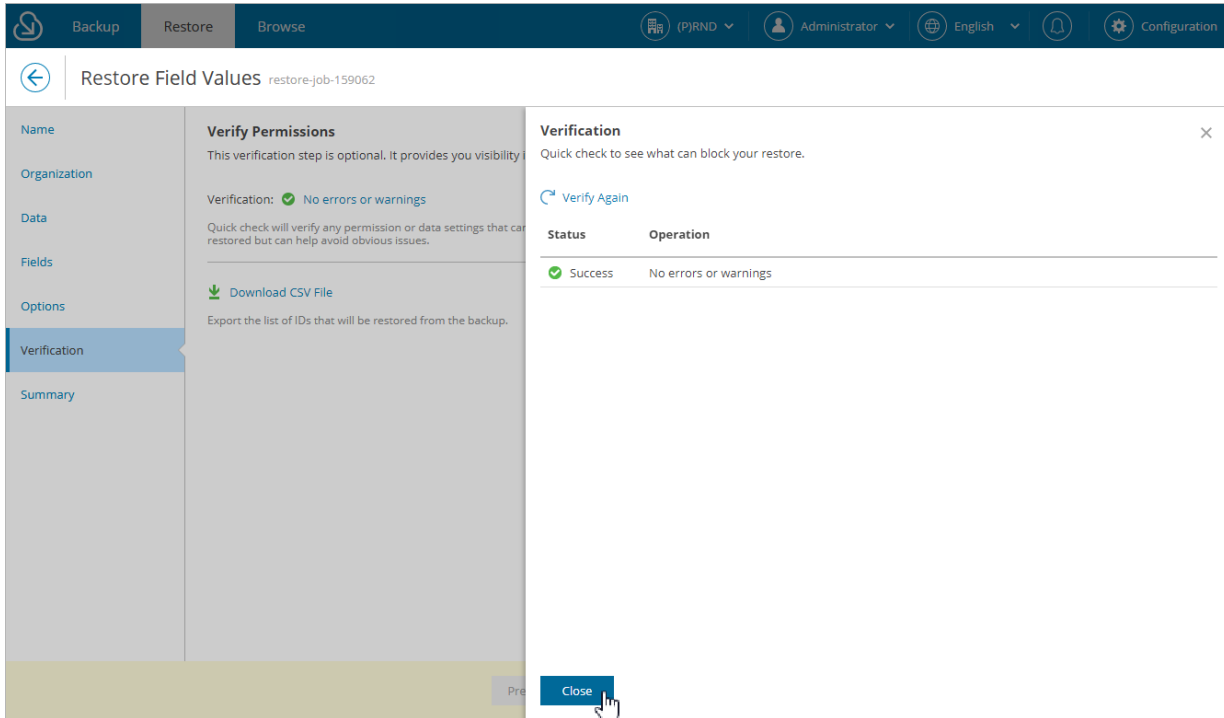 Backup Restore Browse (P)RND Administrator English Configuration
Restore Field Values restore-job-159062
Name
Organization
Data
Fields
Options
Verification
Summary
Verify Permissions
This verification step is optional. It provides you visibility i
Verification: No errors or warnings
Quick check will verify any permission or data settings that car
restored but can help avoid obvious issues.
Download CSV File
Export the list of IDs that will be restored from the backup.
Pre
Verification
Quick check to see what can block your restore.
Verify Again
Status Operation
Success No errors or warnings
Close